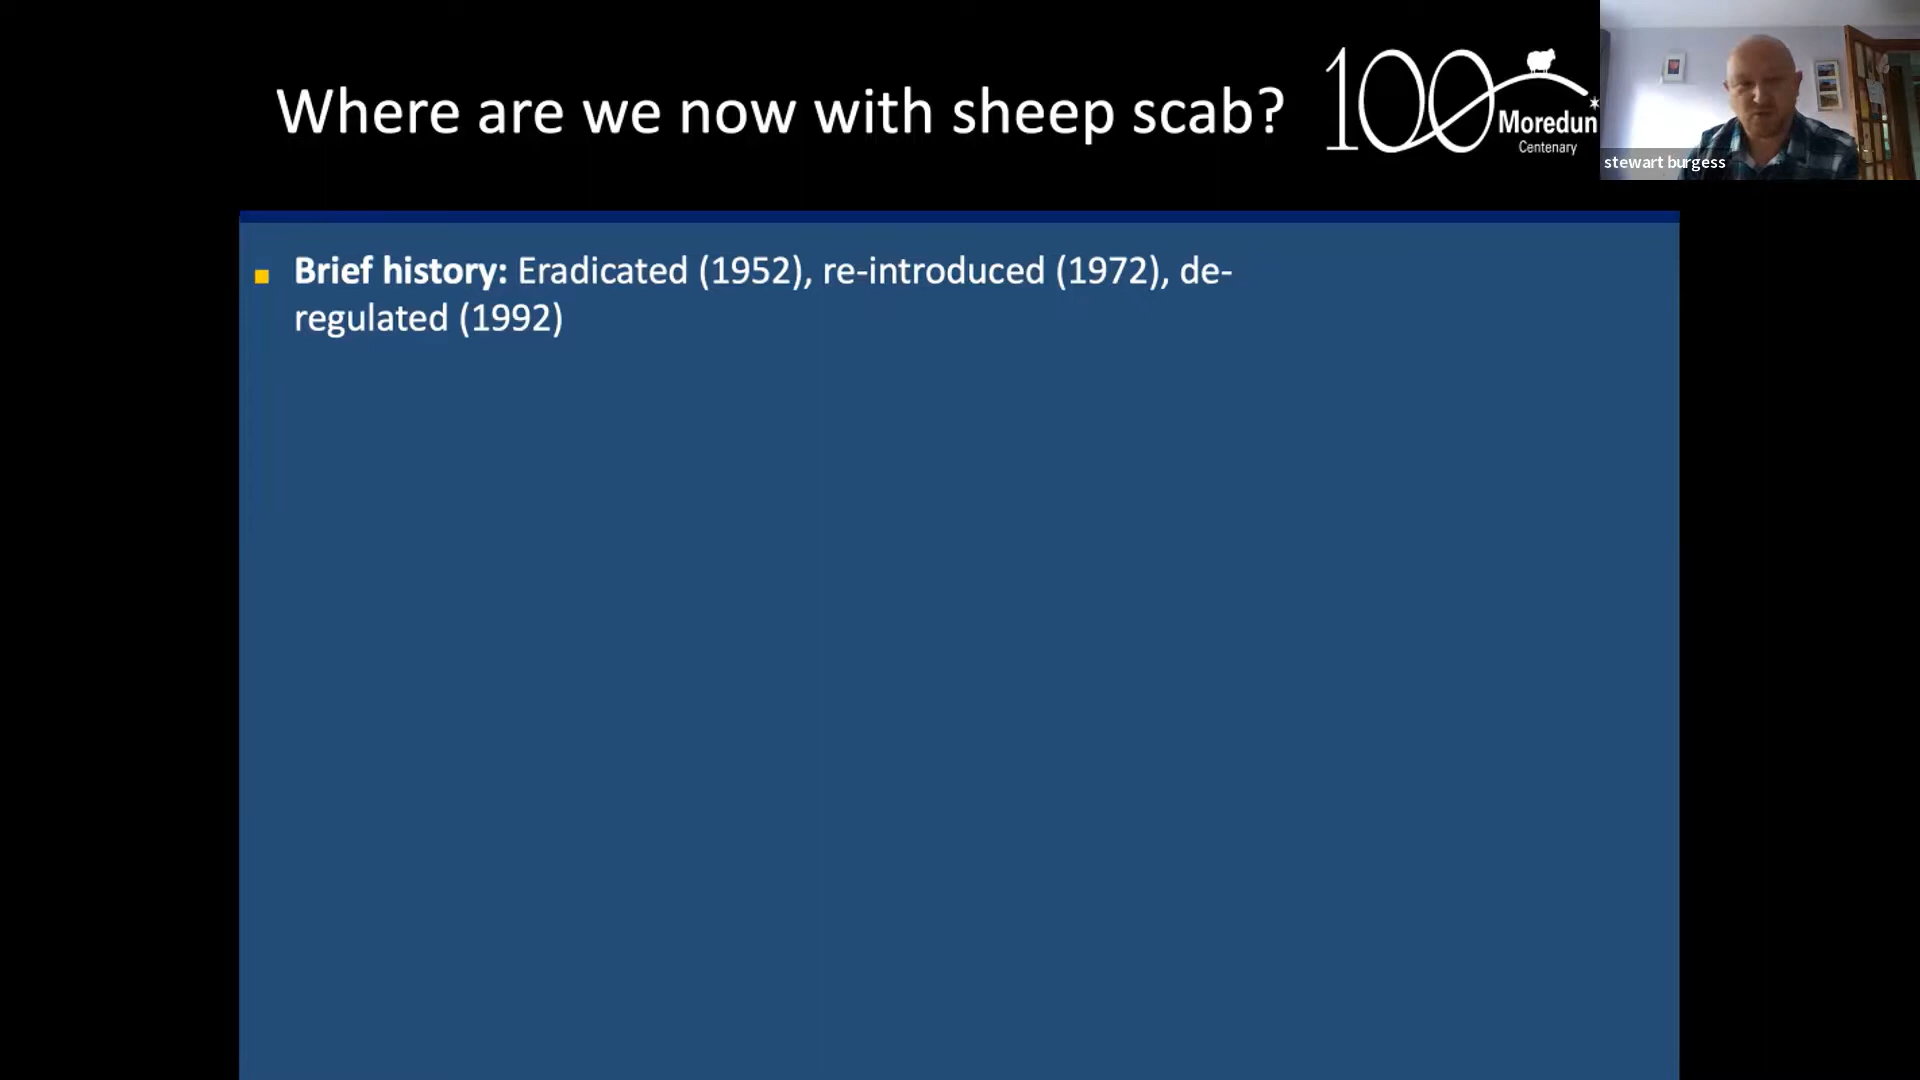 Where are we now with sheep scab?
100
Moredun
Centenary
stewart burgess
Brief history: Eradicated (1952), re-introduced (1972), de-
regulated (1992)